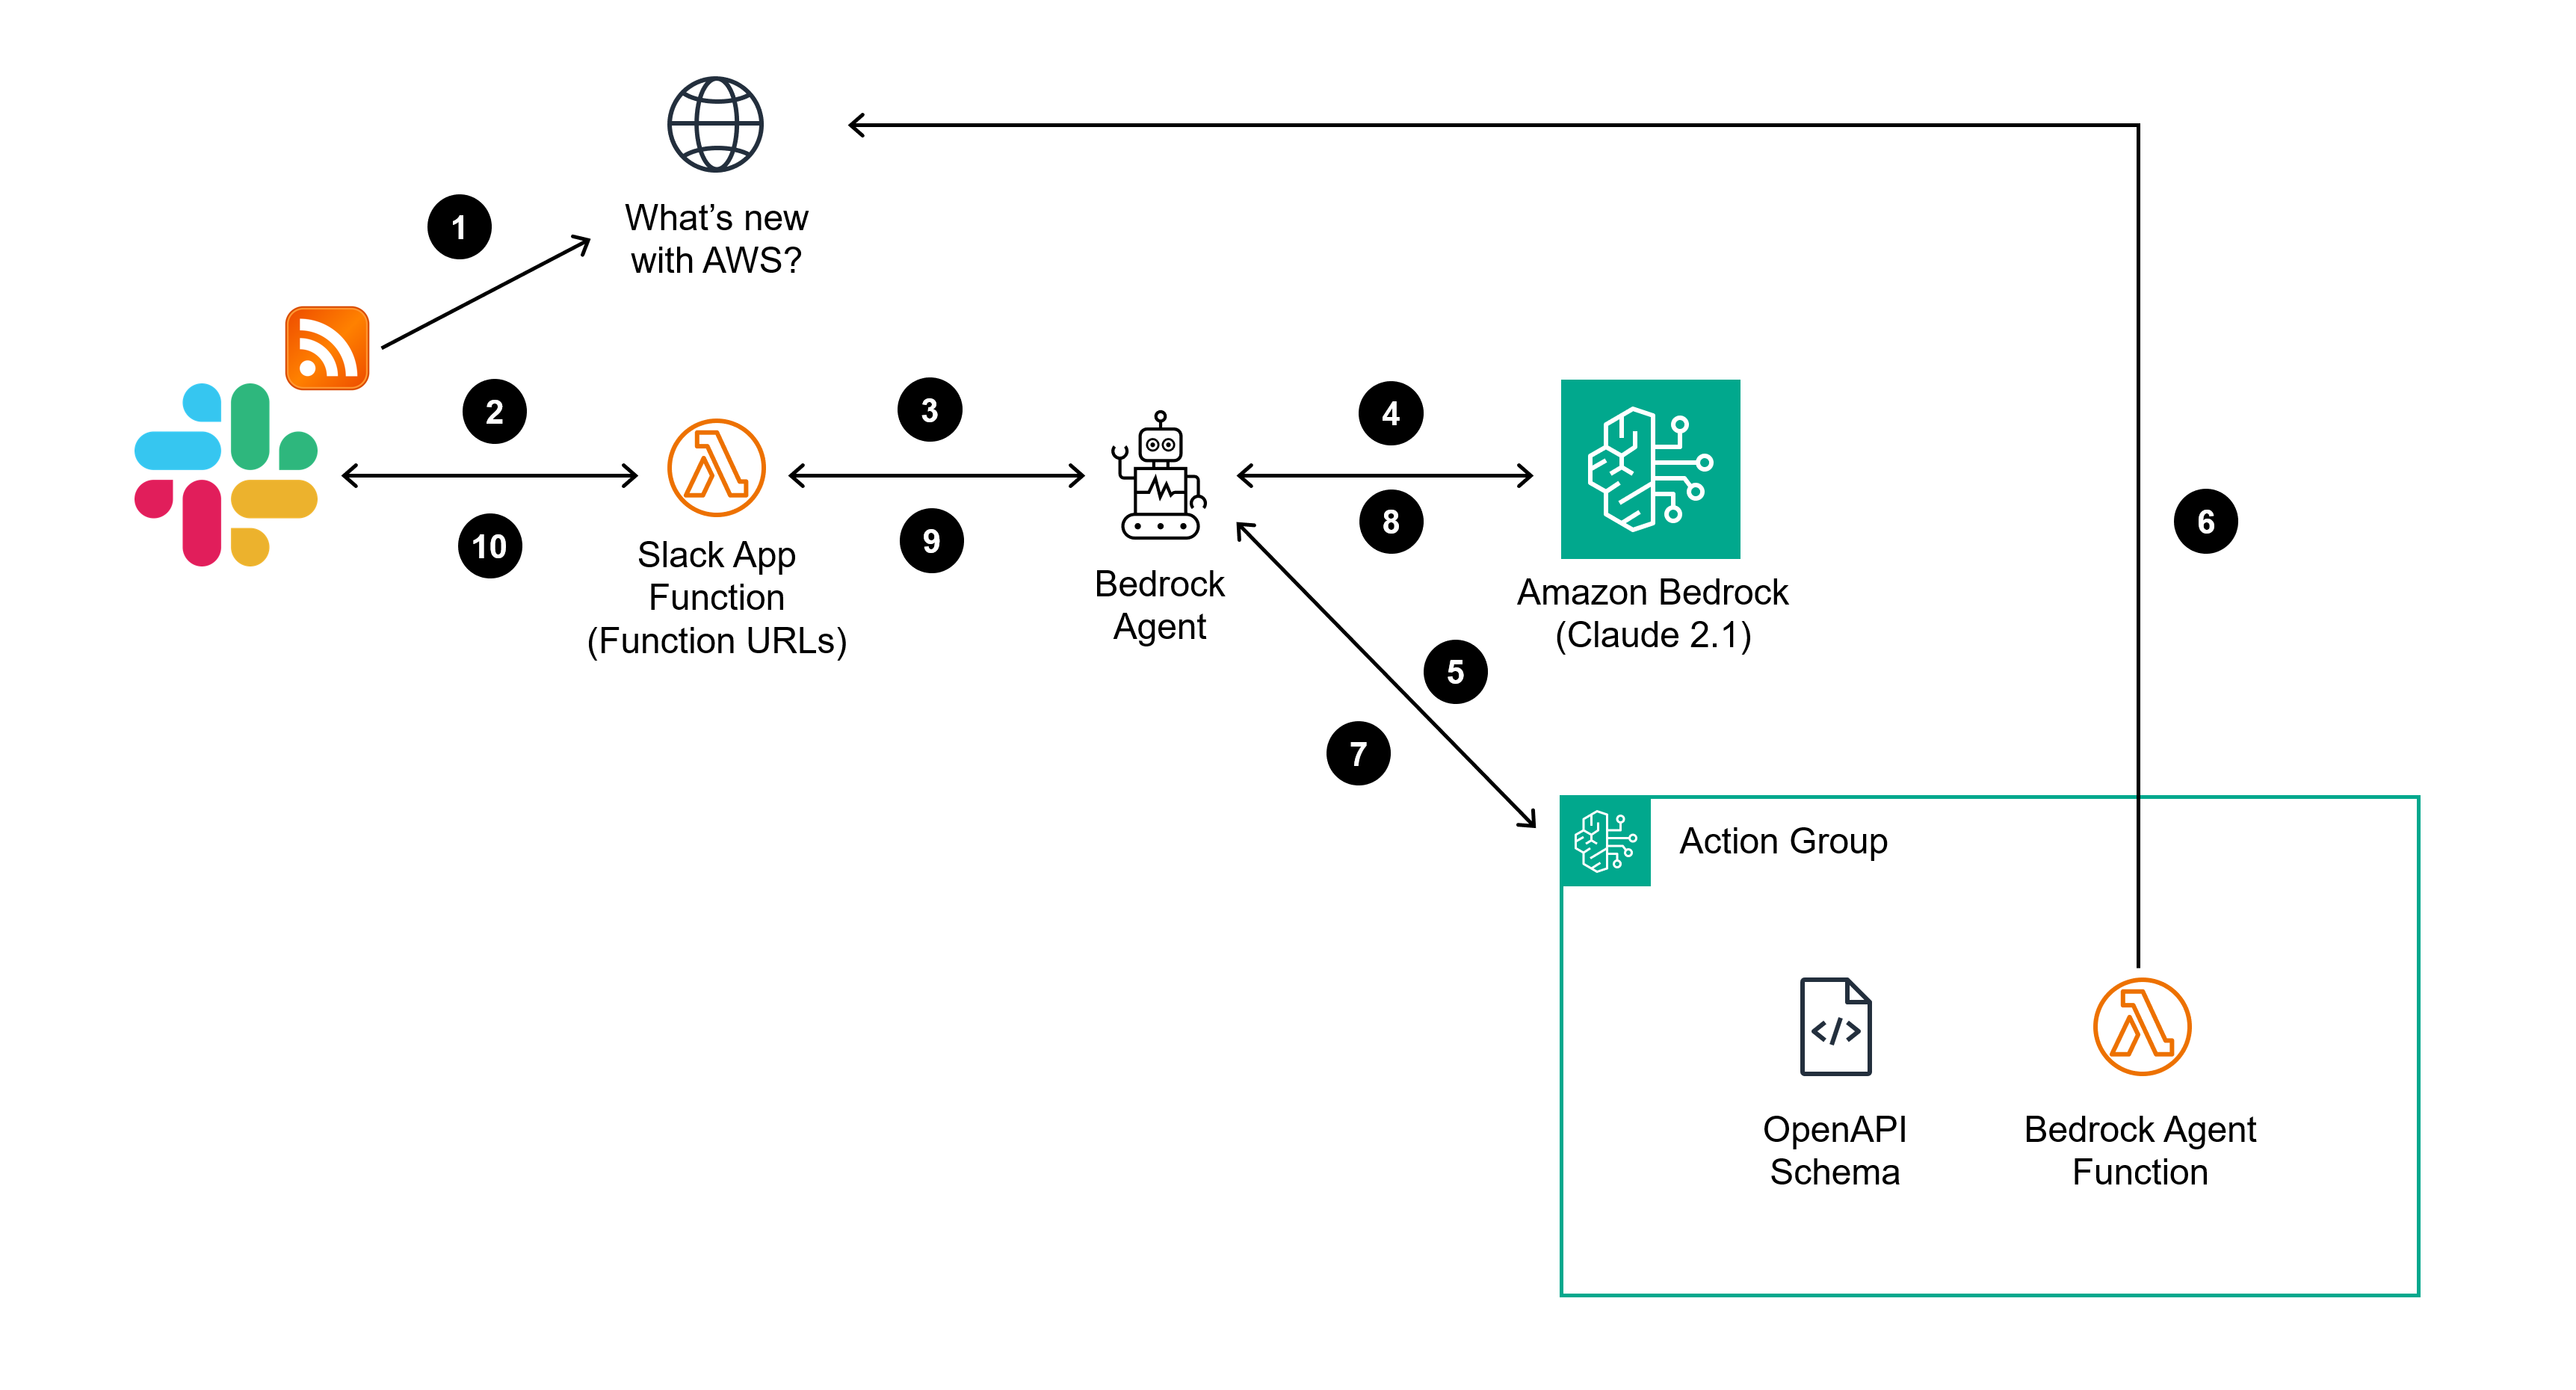 What’s new
with AWS?
1
2
3
4
10
9
8
6
Slack App
Function
(Function URLs)
Bedrock
Agent
Amazon Bedrock
(Claude 2.1)
5
7
Action Group
</>
OpenAPI
Schema
Bedrock Agent
Function